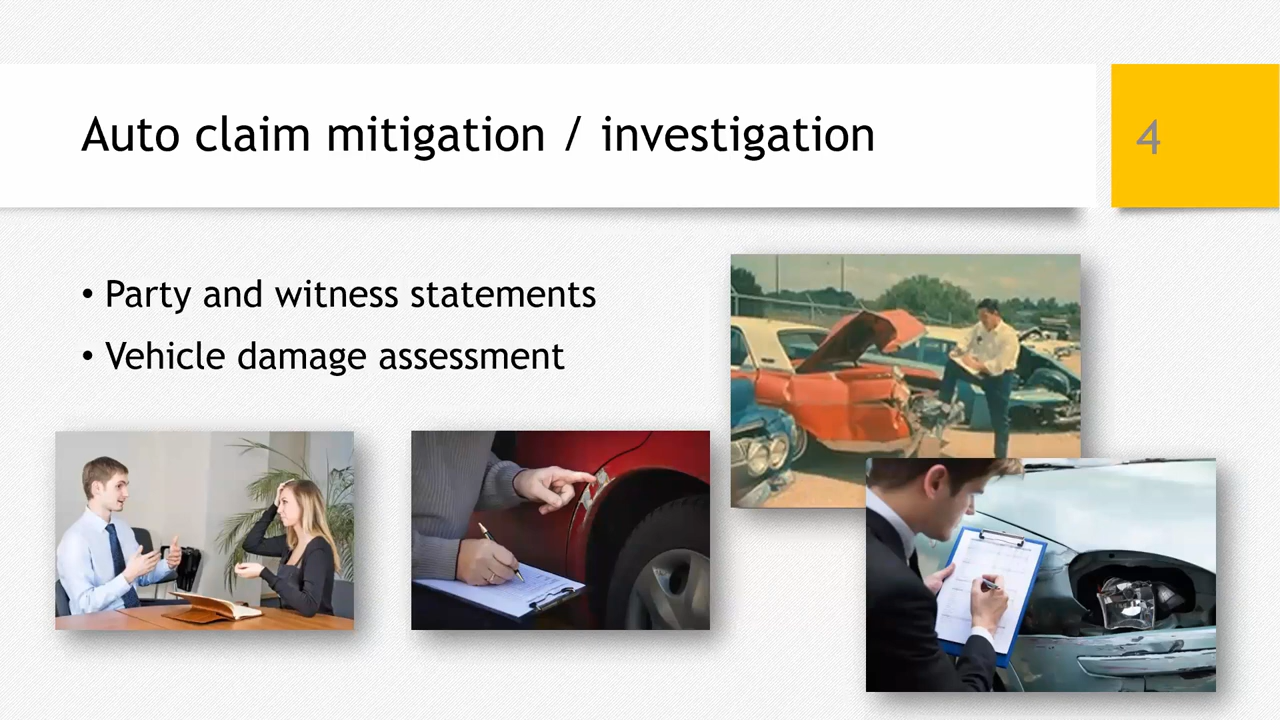 Auto claim mitigation / investigation
4
• Party and witness statements
• Vehicle damage assessment